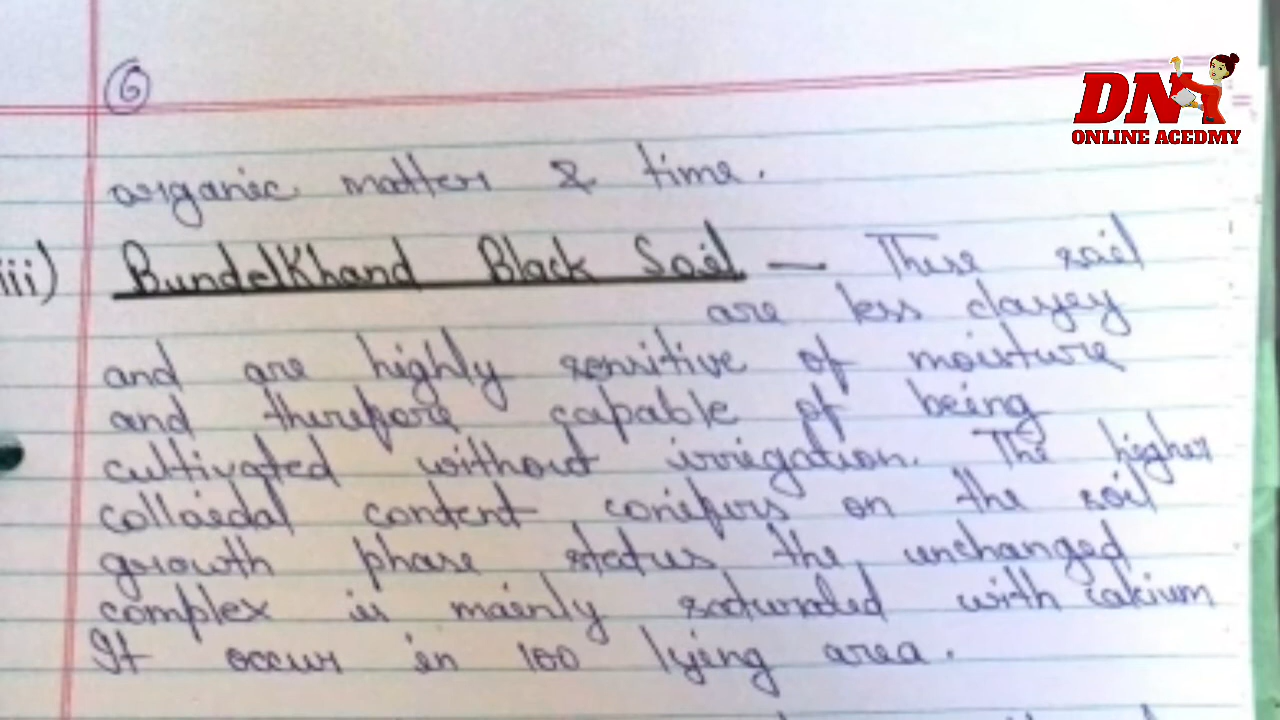 6
DN
ONLINE ACEDMY
organic matter & time.
iii) BundelKhand Black Soil — These soil
are less clayey
and are highly sensitive of moisture
and therefore capable of being
cultivated without irriegation. The higher
colloidal content conifers on the soil
growth phase status the unchanged
complex is mainly saturated with calcium
It occur in 100 lying area.